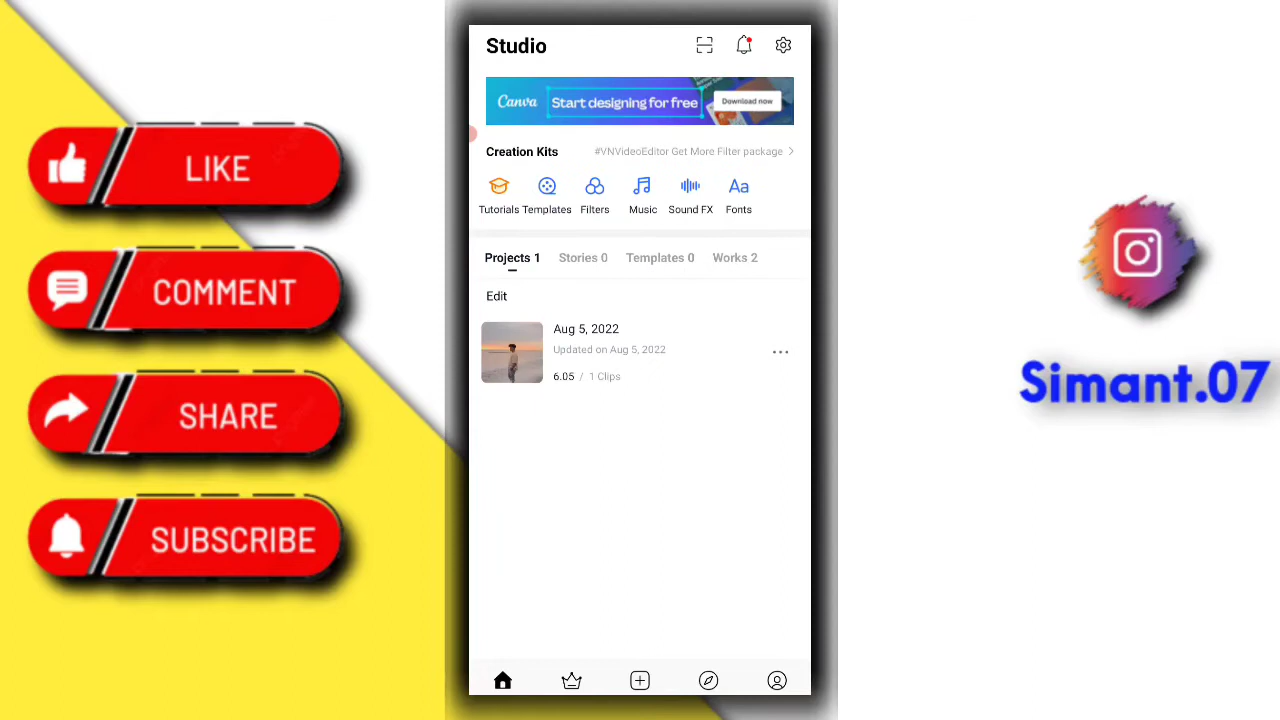 LIKE
COMMENT
SHARE
SUBSCRIBE
Studio
Canva Start designing for free Download now
Creation Kits #VNVideoEditor Get More Filter package
Tutorials Templates Filters Music Sound FX Fonts
Projects 1 Stories 0 Templates 0 Works 2
Edit
Aug 5, 2022
Updated on Aug 5, 2022
6.05 / 1 Clips
Simant.07